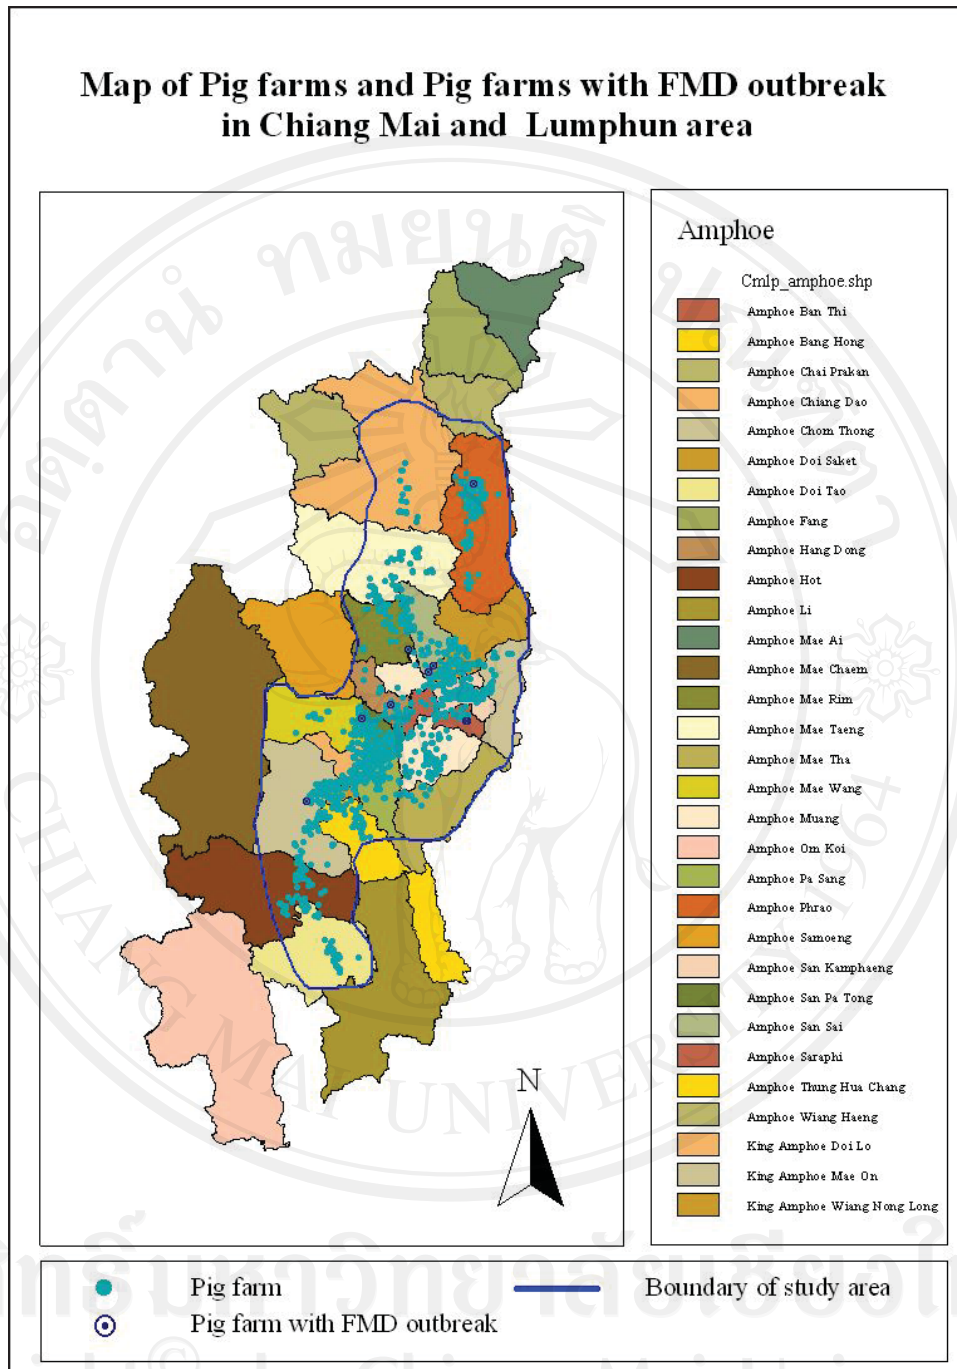 Map of Pig farms and Pig farms with FMD outbreak
in Chiang Mai and Lumphun area
Amphoe
Cmlp_amphoe.shp
Amphoe Ban Thi
Amphoe Bang Hong
Amphoe Chai Prakan
Amphoe Chiang Dao
Amphoe Chom Thong
Amphoe Doi Saket
Amphoe Doi Tao
Amphoe Fang
Amphoe Hang Dong
Amphoe Hot
Amphoe Li
Amphoe Mae Ai
Amphoe Mae Chaem
Amphoe Mae Rim
Amphoe Mae Taeng
Amphoe Mae Tha
Amphoe Mae Wang
Amphoe Muang
Amphoe Om Koi
Amphoe Pa Sang
Amphoe Phrao
Amphoe Samoeng
Amphoe San Kamphaeng
Amphoe San Pa Tong
Amphoe San Sai
Amphoe Saraphi
Amphoe Thung Hua Chang
Amphoe Wiang Haeng
King Amphoe Doi Lo
King Amphoe Mae On
King Amphoe Wiang Nong Long
N
Pig farm
Boundary of study area
Pig farm with FMD outbreak
CHIANG MAI UNIVERSITY 1964